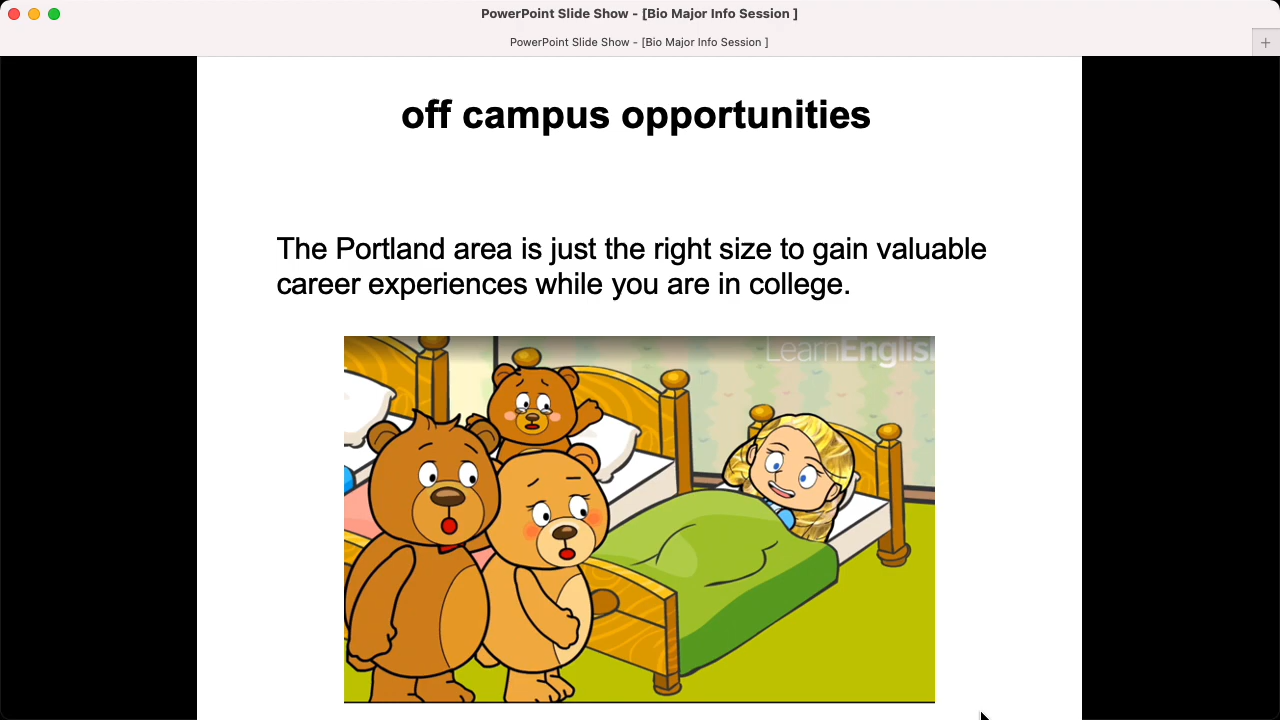 PowerPoint Slide Show - [Bio Major Info Session ]
PowerPoint Slide Show - [Bio Major Info Session ]
off campus opportunities
The Portland area is just the right size to gain valuable
career experiences while you are in college.
LearnEnglish